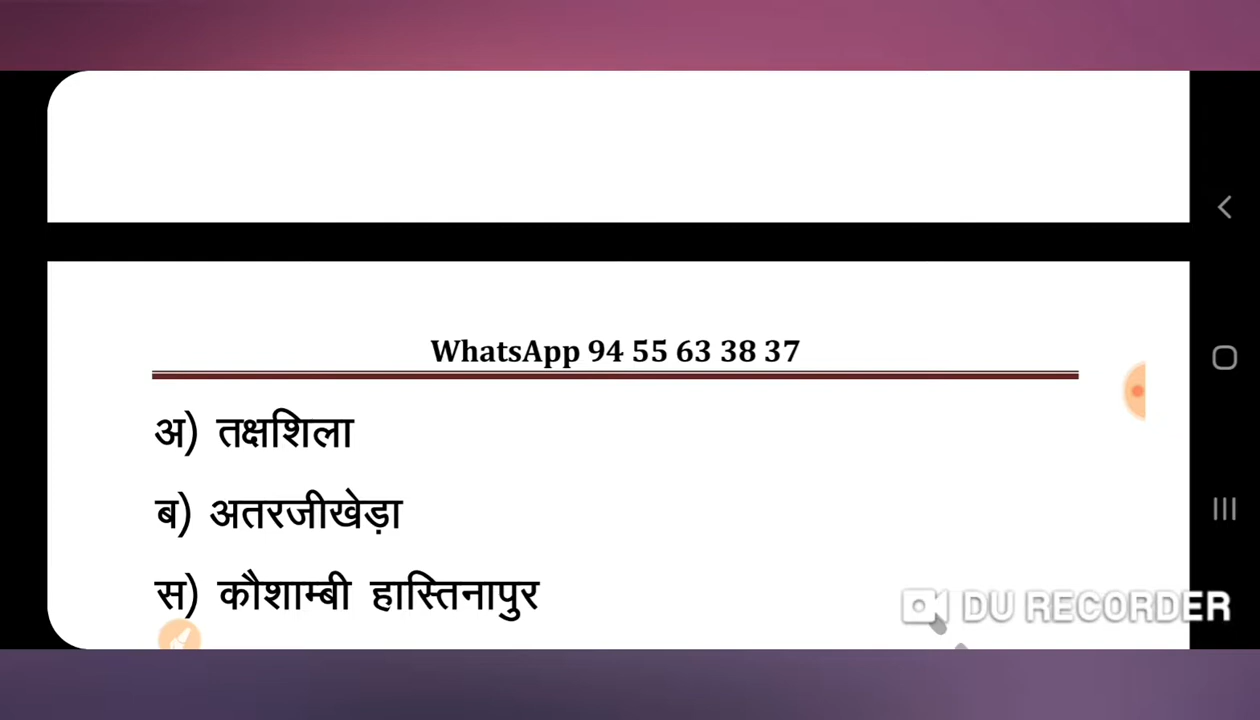 WhatsApp 94 55 63 38 37
अ) तक्षशिला
ब) अतरजीखेड़ा
स) कौशाम्बी हास्तिनापुर
DU RECORDER